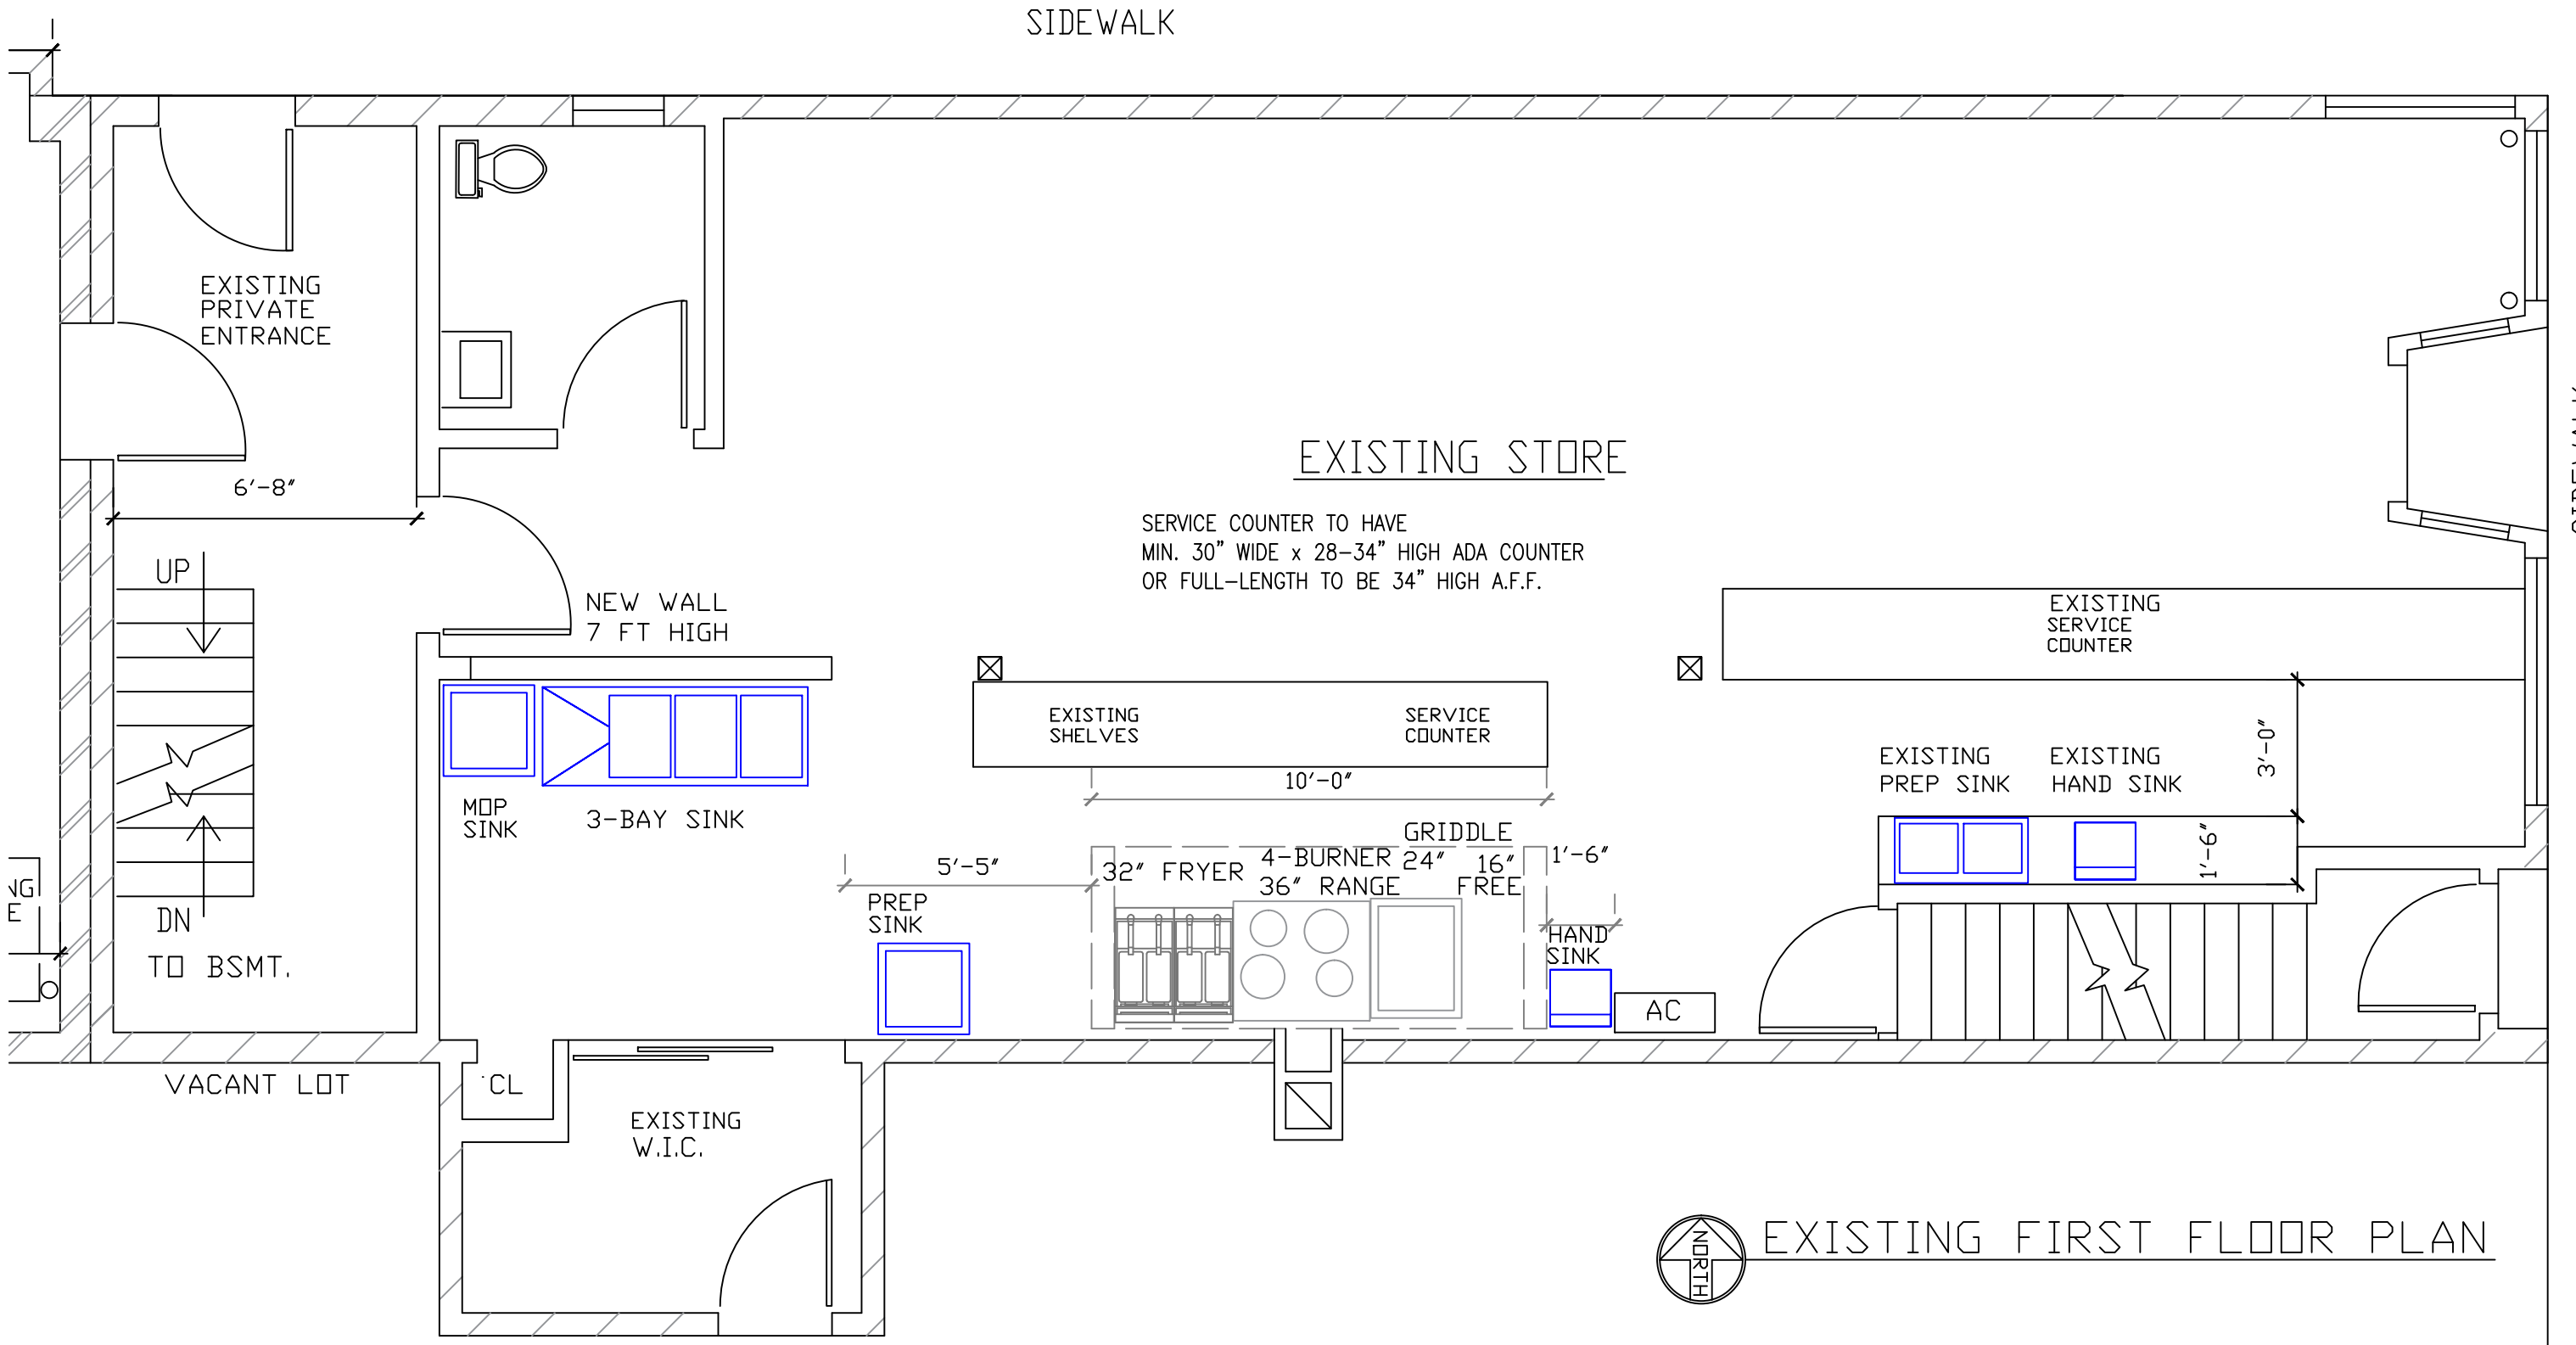 SIDEWALK
EXISTING
PRIVATE
ENTRANCE
6'-8"
UP
DN
TO BSMT.
VACANT LOT
NEW WALL
7 FT HIGH
MOP
SINK
3-BAY SINK
EXISTING STORE
SERVICE COUNTER TO HAVE
MIN. 30" WIDE x 28-34" HIGH ADA COUNTER
OR FULL-LENGTH TO BE 34" HIGH A.F.F.
EXISTING
SHELVES
SERVICE
COUNTER
10'-0"
5'-5"
PREP
SINK
32" FRYER
4-BURNER
36" RANGE
GRIDDLE
24"
16"
FREE
1'-6"
HAND
SINK
AC
EXISTING
SERVICE
COUNTER
EXISTING
PREP SINK
EXISTING
HAND SINK
3'-0"
1'-6"
CL
EXISTING
W.I.C.
NORTH
EXISTING FIRST FLOOR PLAN